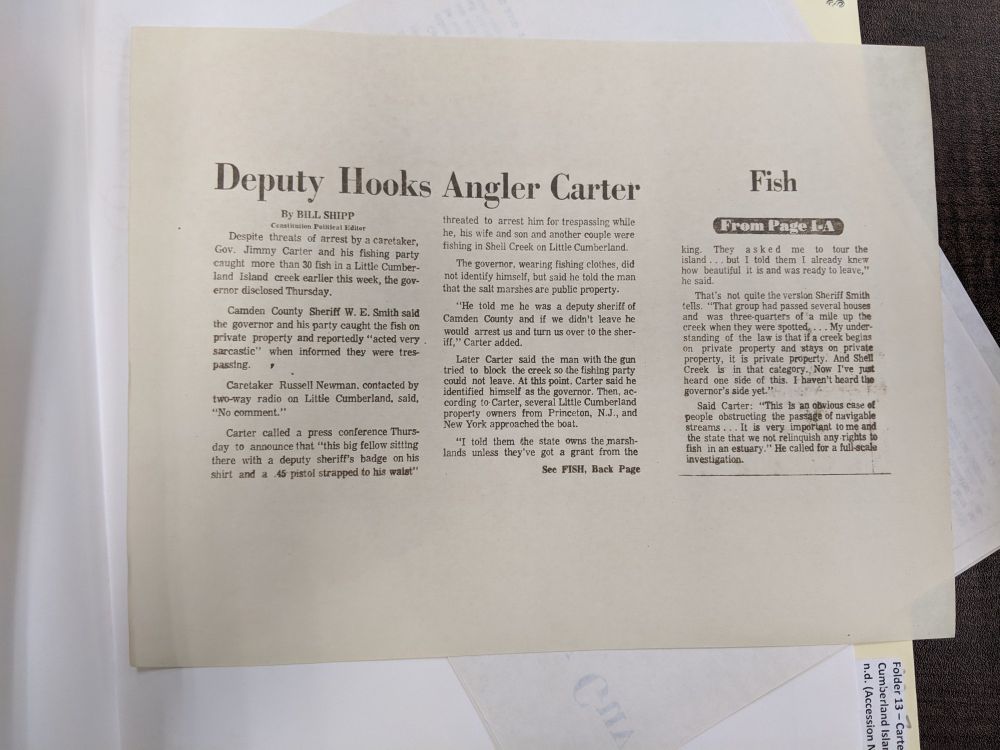 Deputy Hooks Angler Carter
By BILL SHIPP
Constitution Political Editor
Despite threats of arrest by a caretaker,
Gov. Jimmy Carter and his fishing party
caught more than 30 fish in a Little Cumber-
land Island creek earlier this week, the gov-
ernor disclosed Thursday.
Camden County Sheriff W. E. Smith said
the governor and his party caught the fish on
private property and reportedly "acted very
sarcastic" when informed they were tres-
passing.
Caretaker Russell Newman, contacted by
two-way radio on Little Cumberland, said,
"No comment."
Carter called a press conference Thurs-
day to announce that "this big fellow sitting
there with a deputy sheriff's badge on his
shirt and a .45 pistol strapped to his waist"
threatened to arrest him for trespassing while
he, his wife and son and another couple were
fishing in Shell Creek on Little Cumberland.
The governor, wearing fishing clothes, did
not identify himself, but said he told the man
that the salt marshes are public property.
"He told me he was a deputy sheriff of
Camden County and if we didn't leave he
would arrest us and turn us over to the sher-
iff," Carter added.
Later Carter said the man with the gun
tried to block the creek so the fishing party
could not leave. At this point, Carter said he
identified himself as the governor. Then, ac-
cording to Carter, several Little Cumberland
property owners from Princeton, N.J., and
New York approached the boat.
"I told them the state owns the marsh-
lands unless they've got a grant from the
See FISH, Back Page
Fish
From Page 1-A
king. They asked me to tour the
island . . . but I told them I already knew
how beautiful it is and was ready to leave,"
he said.
That's not quite the version Sheriff Smith
tells. "That group had passed several houses
and was three-quarters of a mile up the
creek when they were spotted. . . . My under-
standing of the law is that if a creek begins
on private property and stays on private
property, it is private property. And Shell
Creek is in that category. Now I've just
heard one side of this. I haven't heard the
governor's side yet."
Said Carter: "This is an obvious case of
people obstructing the passage of navigable
streams . . . It is very important to me and
the state that we not relinquish any rights to
fish in an estuary." He called for a full-scale
investigation.
Folder 13 – Carte
Cumberland Islan
n.d. (Accession N